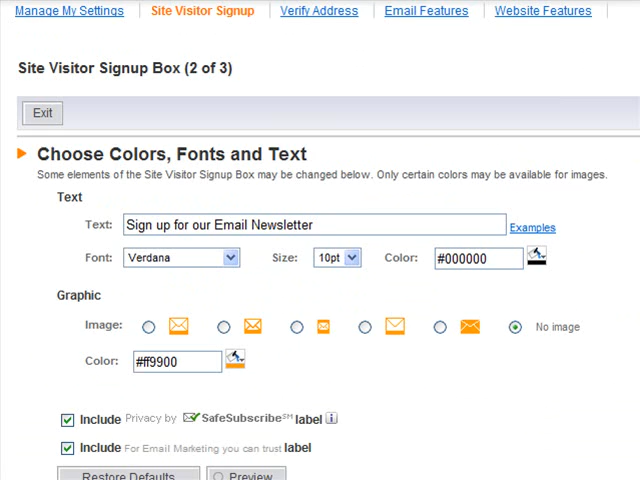 Manage My Settings Site Visitor Signup Verify Address Email Features Website Features
Site Visitor Signup Box (2 of 3)
Exit
Choose Colors, Fonts and Text
Some elements of the Site Visitor Signup Box may be changed below. Only certain colors may be available for images.
Text
Text: Sign up for our Email Newsletter Examples
Font: Verdana Size: 10pt Color: #000000
Graphic
Image: No image
Color: #ff9900
Include Privacy by SafeSubscribe℠ label i
Include For Email Marketing you can trust label
Restore Defaults Preview